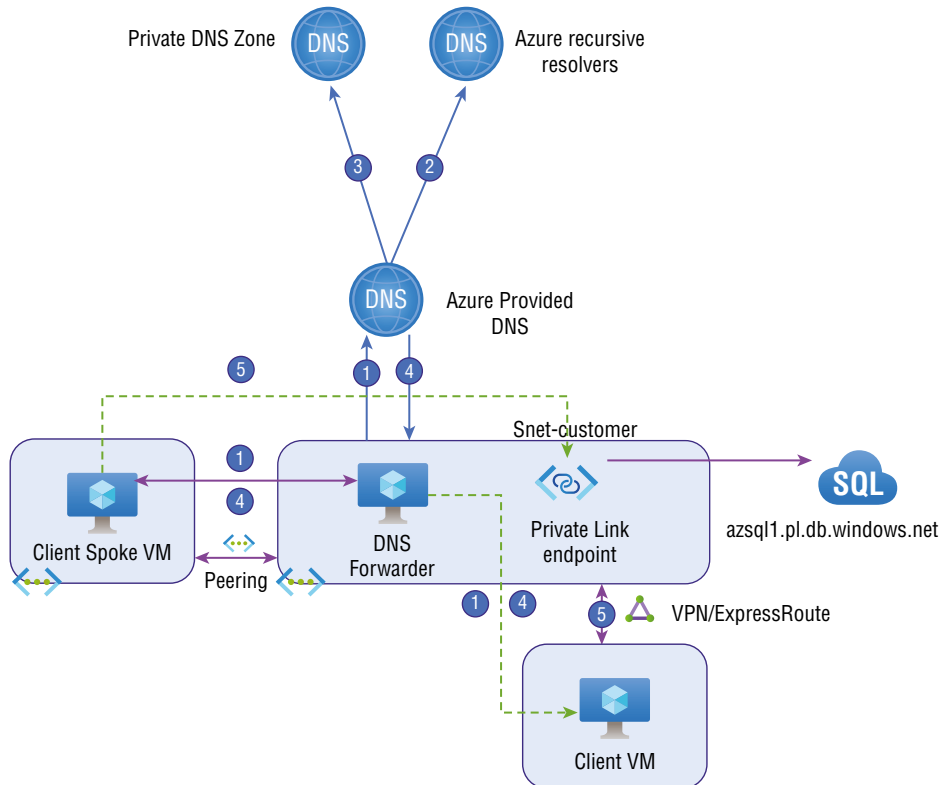 Private DNS Zone
DNS
DNS
Azure recursive
resolvers
3
2
DNS
Azure Provided
DNS
5
1
4
Snet-customer
1
4
Client Spoke VM
DNS
Forwarder
Private Link
endpoint
SQL
azsql1.pl.db.windows.net
Peering
1
4
5
VPN/ExpressRoute
Client VM